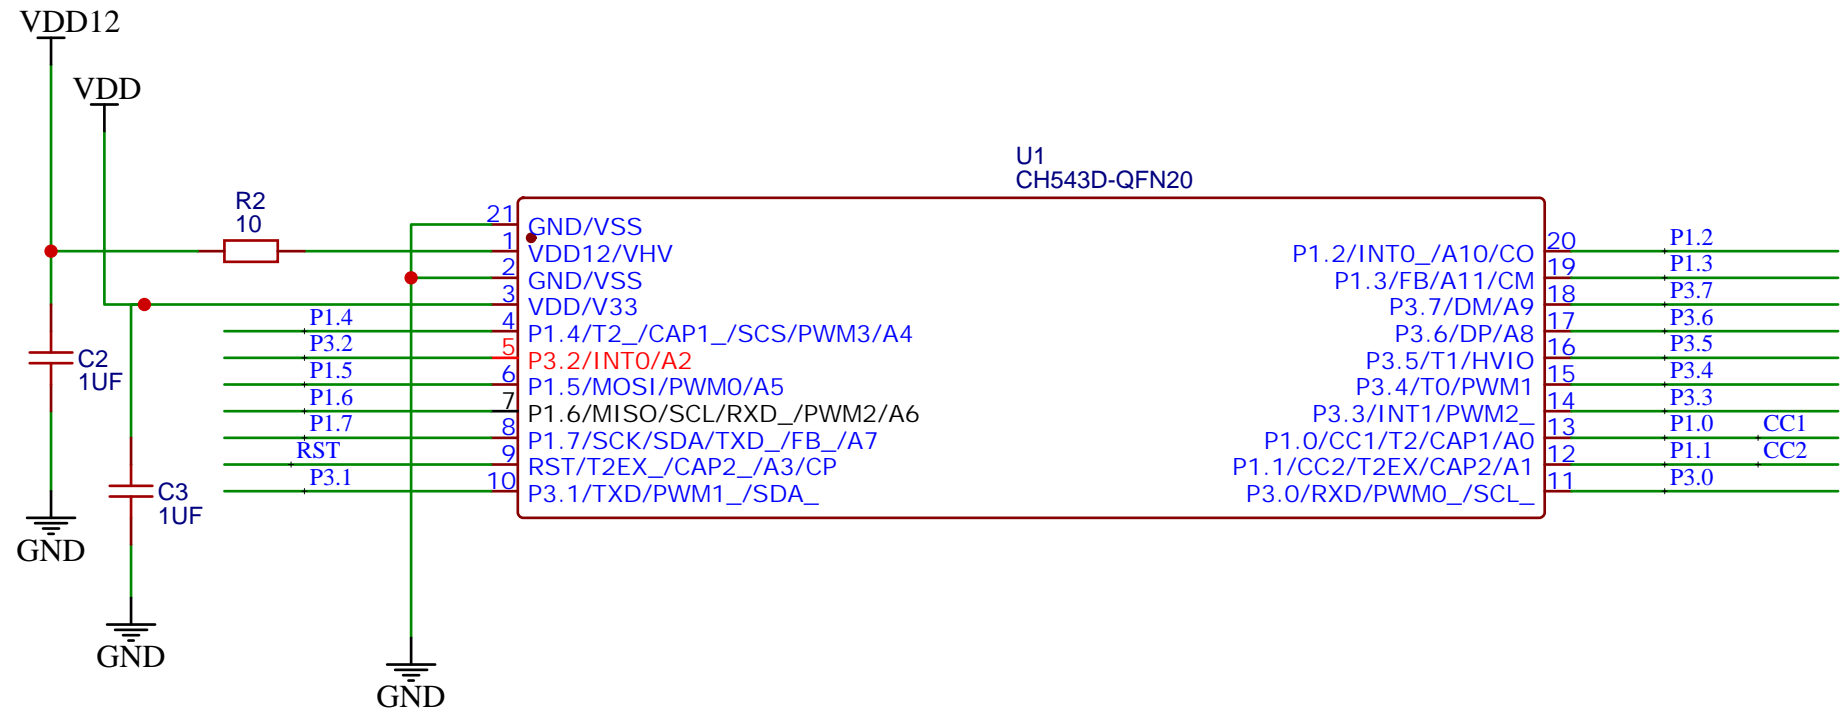 VDD12
VDD
U1
CH543D-QFN20
R2
10
21
GND/VSS
1
VDD12/VHV
2
GND/VSS
3
VDD/V33
P1.4
4
P1.4/T2_/CAP1_/SCS/PWM3/A4
P3.2
5
P3.2/INT0/A2
P1.5
6
P1.5/MOSI/PWM0/A5
P1.6
7
P1.6/MISO/SCL/RXD_/PWM2/A6
P1.7
8
P1.7/SCK/SDA/TXD_/FB_/A7
RST
9
RST/T2EX_/CAP2_/A3/CP
P3.1
10
P3.1/TXD/PWM1_/SDA_
P1.2/INT0_/A10/CO
20
P1.2
P1.3/FB/A11/CM
19
P1.3
P3.7/DM/A9
18
P3.7
P3.6/DP/A8
17
P3.6
P3.5/T1/HVIO
16
P3.5
P3.4/T0/PWM1
15
P3.4
P3.3/INT1/PWM2_
14
P3.3
P1.0/CC1/T2/CAP1/A0
13
P1.0
CC1
P1.1/CC2/T2EX/CAP2/A1
12
P1.1
CC2
P3.0/RXD/PWM0_/SCL_
11
P3.0
C2
1UF
C3
1UF
GND
GND
GND